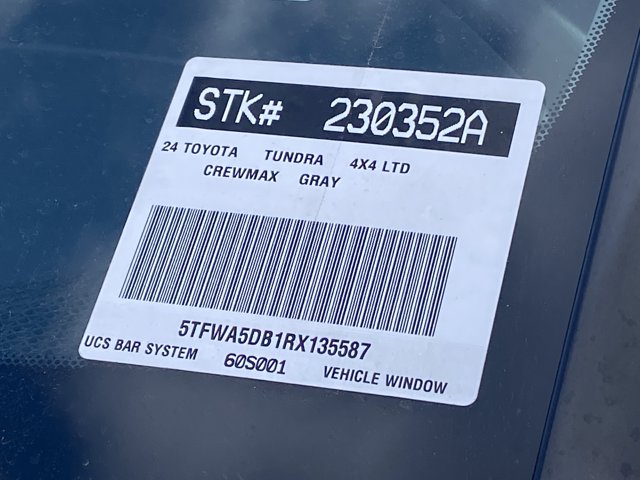 STK# 230352A
24 TOYOTA TUNDRA 4X4 LTD
CREWMAX GRAY
5TFWA5DB1RX135587
UCS BAR SYSTEM 60S001 VEHICLE WINDOW